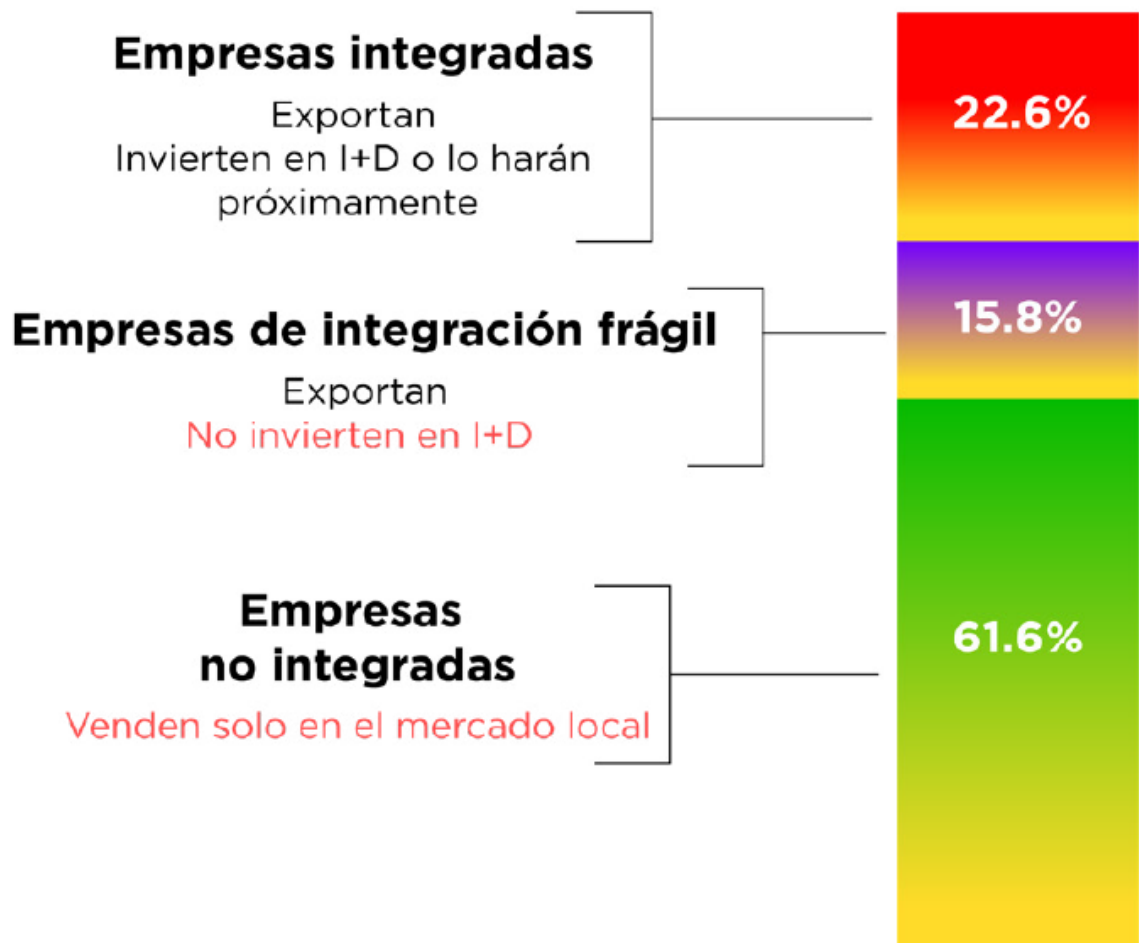 Empresas integradas
Exportan
Invierten en I+D o lo harán
próximamente
22.6%
Empresas de integración frágil
Exportan
No invierten en I+D
15.8%
Empresas
no integradas
Venden solo en el mercado local
61.6%